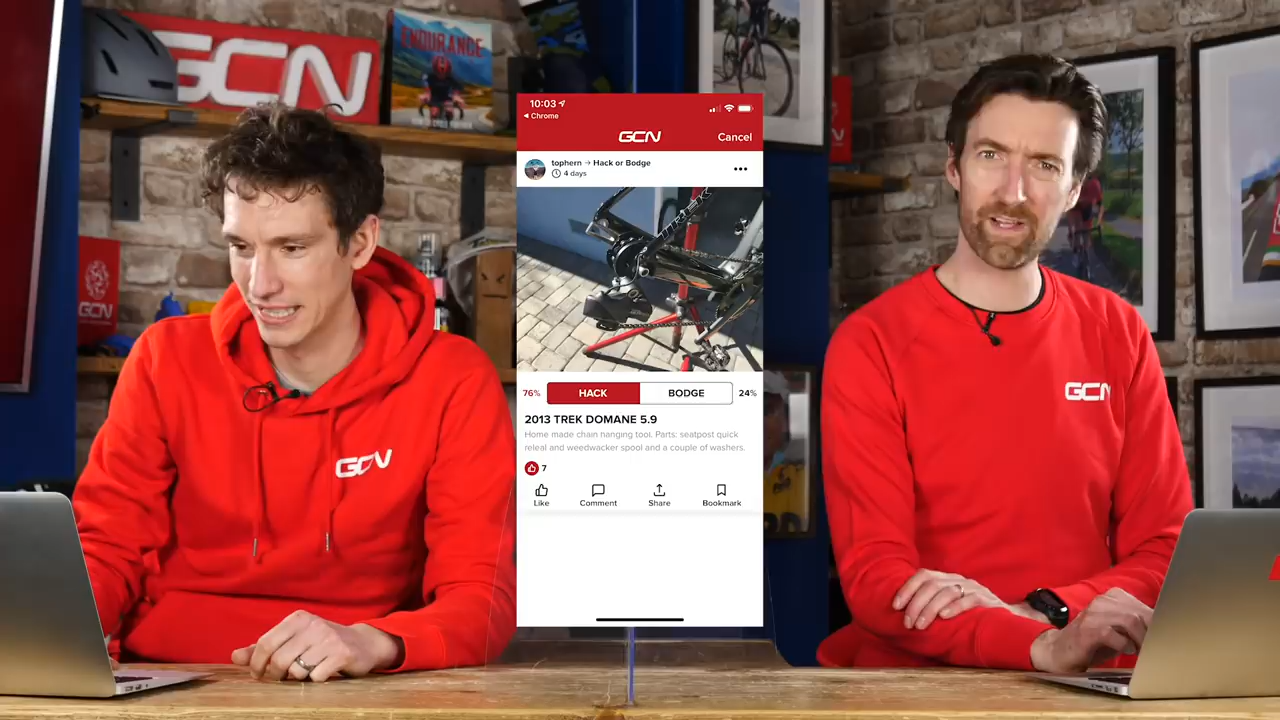 GCN
ENDURANCE
GCN
GCN
GCN
10:03
Chrome
GCN
Cancel
tophern → Hack or Bodge
4 days
TREK
76%
HACK
BODGE
24%
2013 TREK DOMANE 5.9
Home made chain hanging tool. Parts: seatpost quick
releal and weedwacker spool and a couple of washers.
7
Like
Comment
Share
Bookmark